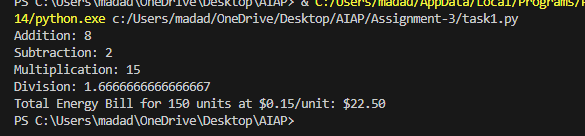 PS C:\Users\madad\OneDrive\Desktop\AIAP> & C:/Users/madad/AppData/Local/Programs/
14/python.exe c:/Users/madad/OneDrive/Desktop/AIAP/Assignment-3/task1.py
Addition: 8
Subtraction: 2
Multiplication: 15
Division: 1.6666666666666667
Total Energy Bill for 150 units at $0.15/unit: $22.50
PS C:\Users\madad\OneDrive\Desktop\AIAP>